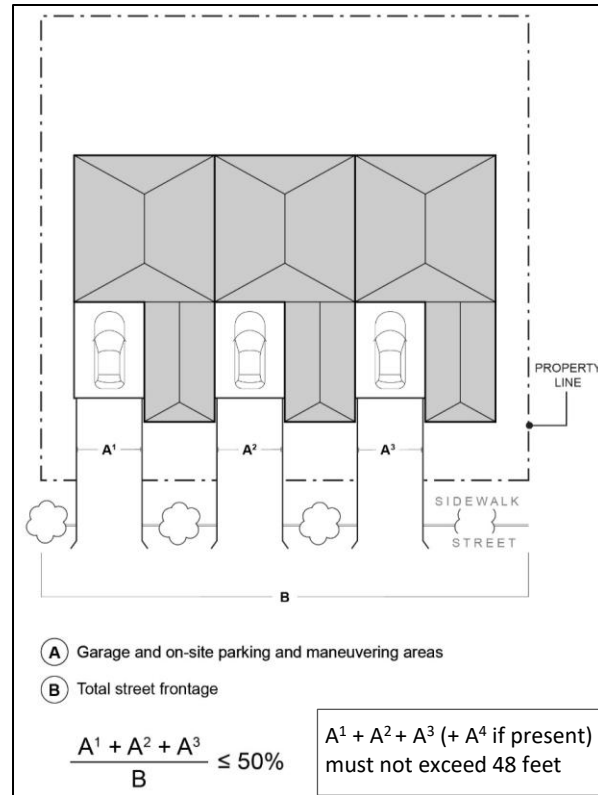 PROPERTY
LINE
A¹ A² A³
SIDEWALK
STREET
B
A Garage and on-site parking and maneuvering areas
B Total street frontage
A¹ + A² + A³
B
≤ 50%
A¹ + A² + A³ (+ A⁴ if present)
must not exceed 48 feet